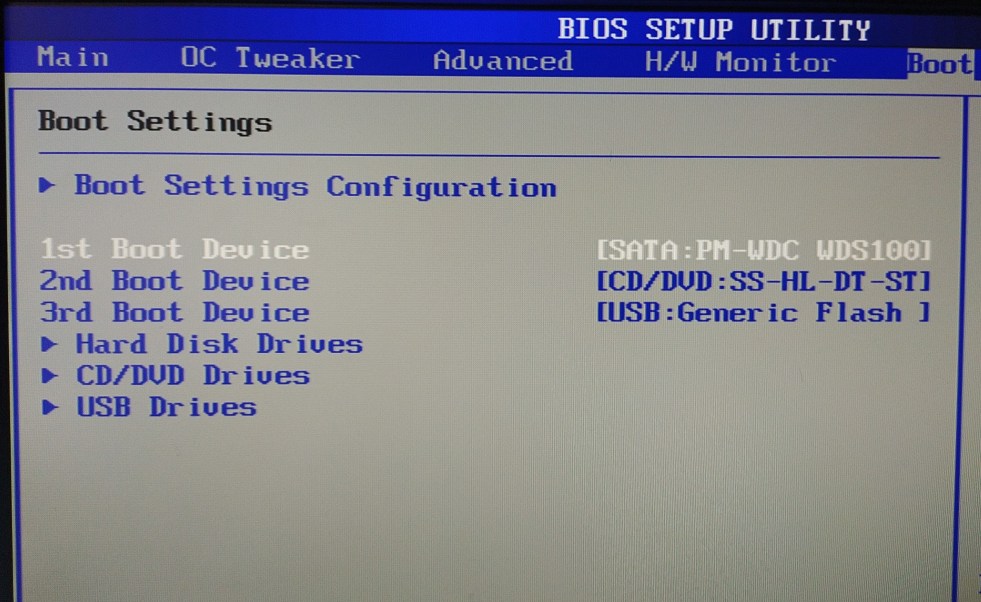 BIOS SETUP UTILITY
Main OC Tweaker Advanced H/W Monitor Boot
Boot Settings
Boot Settings Configuration
1st Boot Device [SATA:PM-WDC WDS100]
2nd Boot Device [CD/DVD:SS-HL-DT-ST]
3rd Boot Device [USB:Generic Flash ]
Hard Disk Drives
CD/DVD Drives
USB Drives